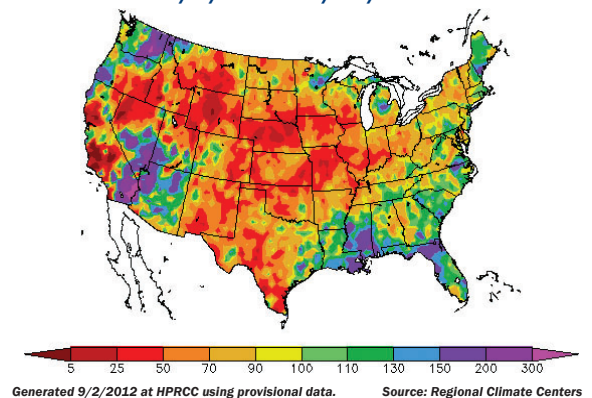 5 25 50 70 90 100 110 130 150 200 300
Generated 9/2/2012 at HPRCC using provisional data. Source: Regional Climate Centers